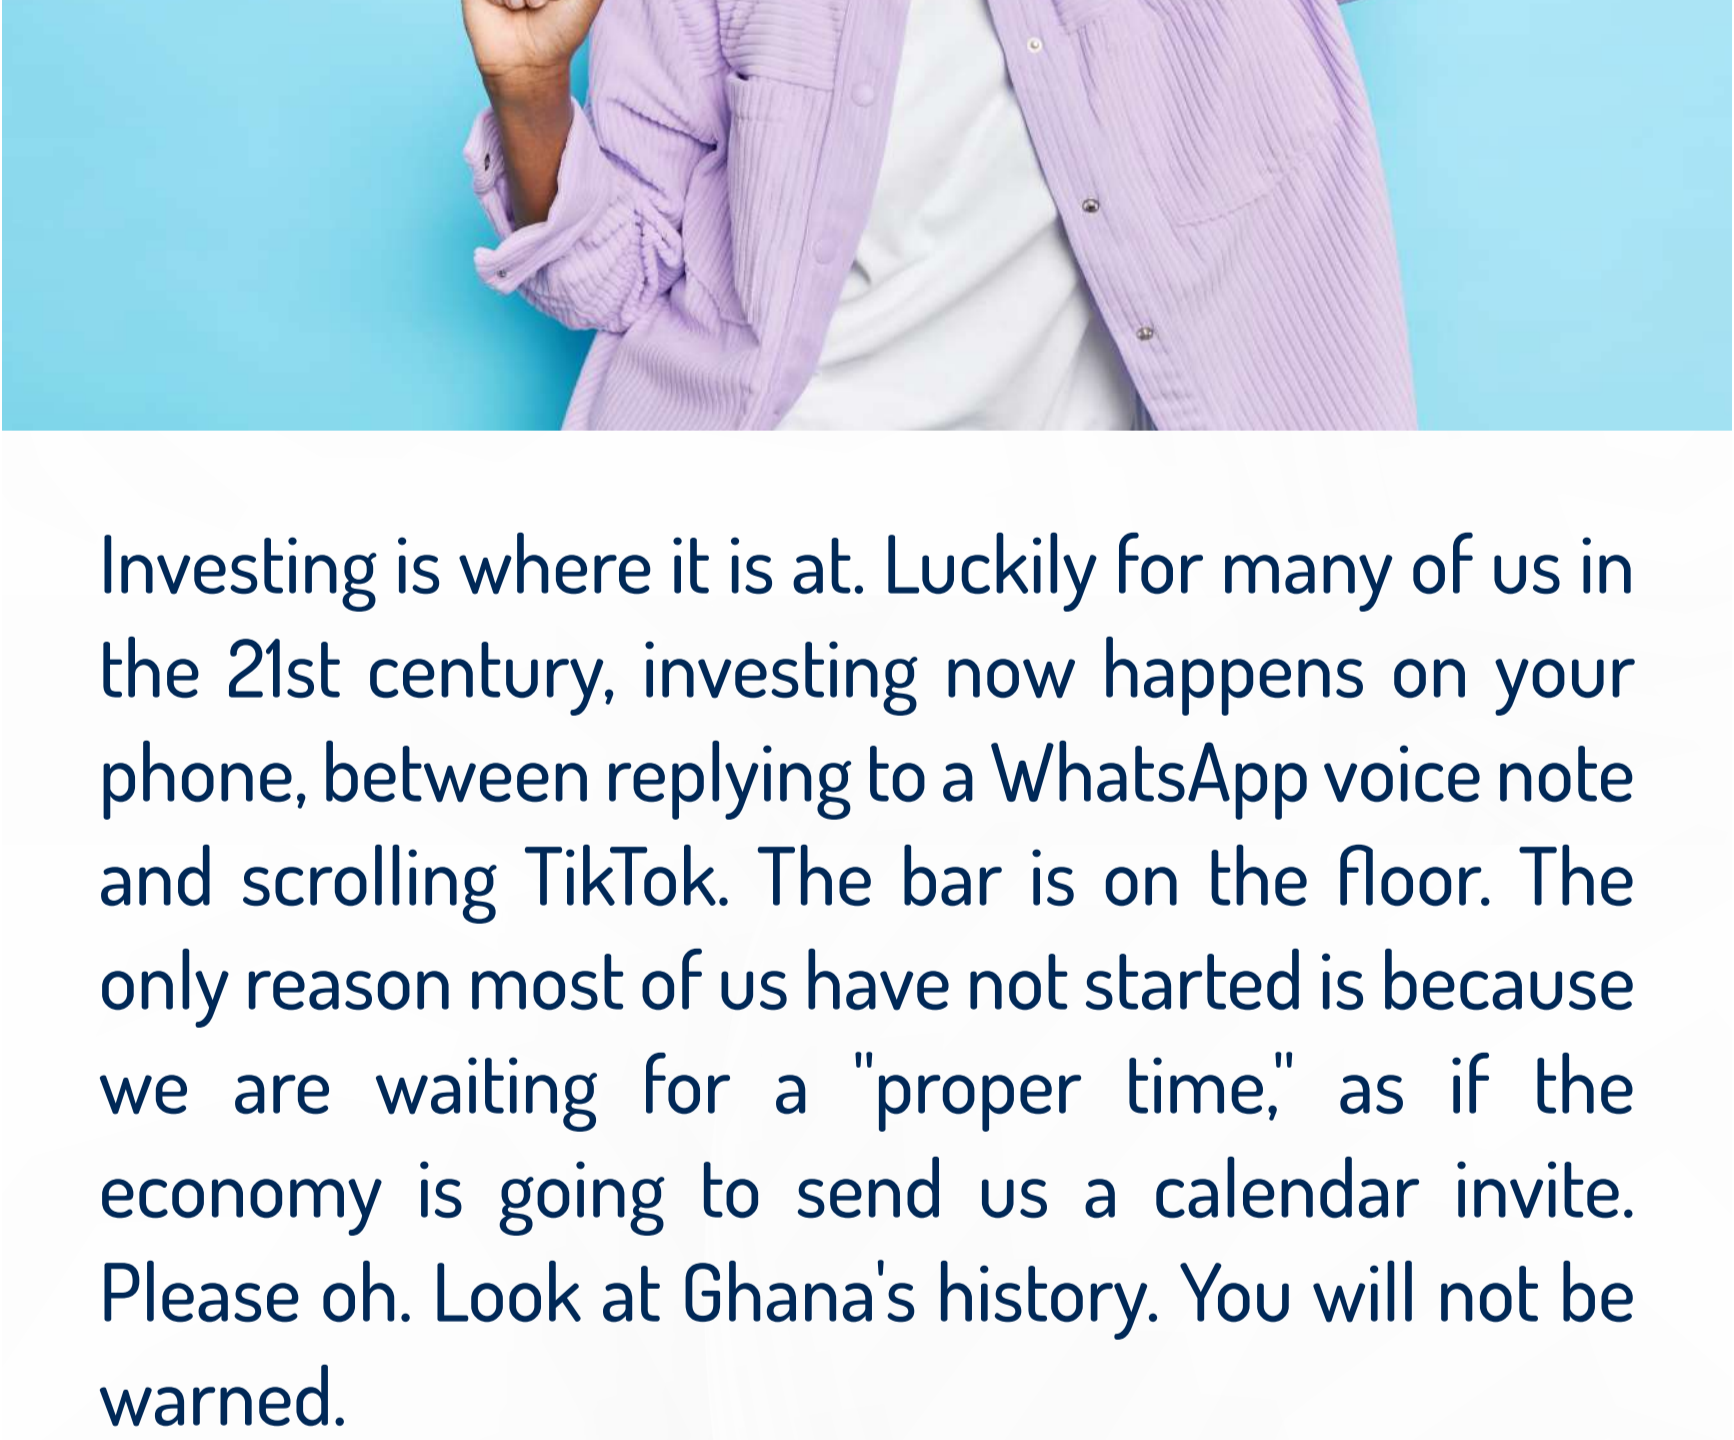 Investing is where it is at. Luckily for many of us in
the 21st century, investing now happens on your
phone, between replying to a WhatsApp voice note
and scrolling TikTok. The bar is on the floor. The
only reason most of us have not started is because
we are waiting for a "proper time," as if the
economy is going to send us a calendar invite.
Please oh. Look at Ghana's history. You will not be
warned.